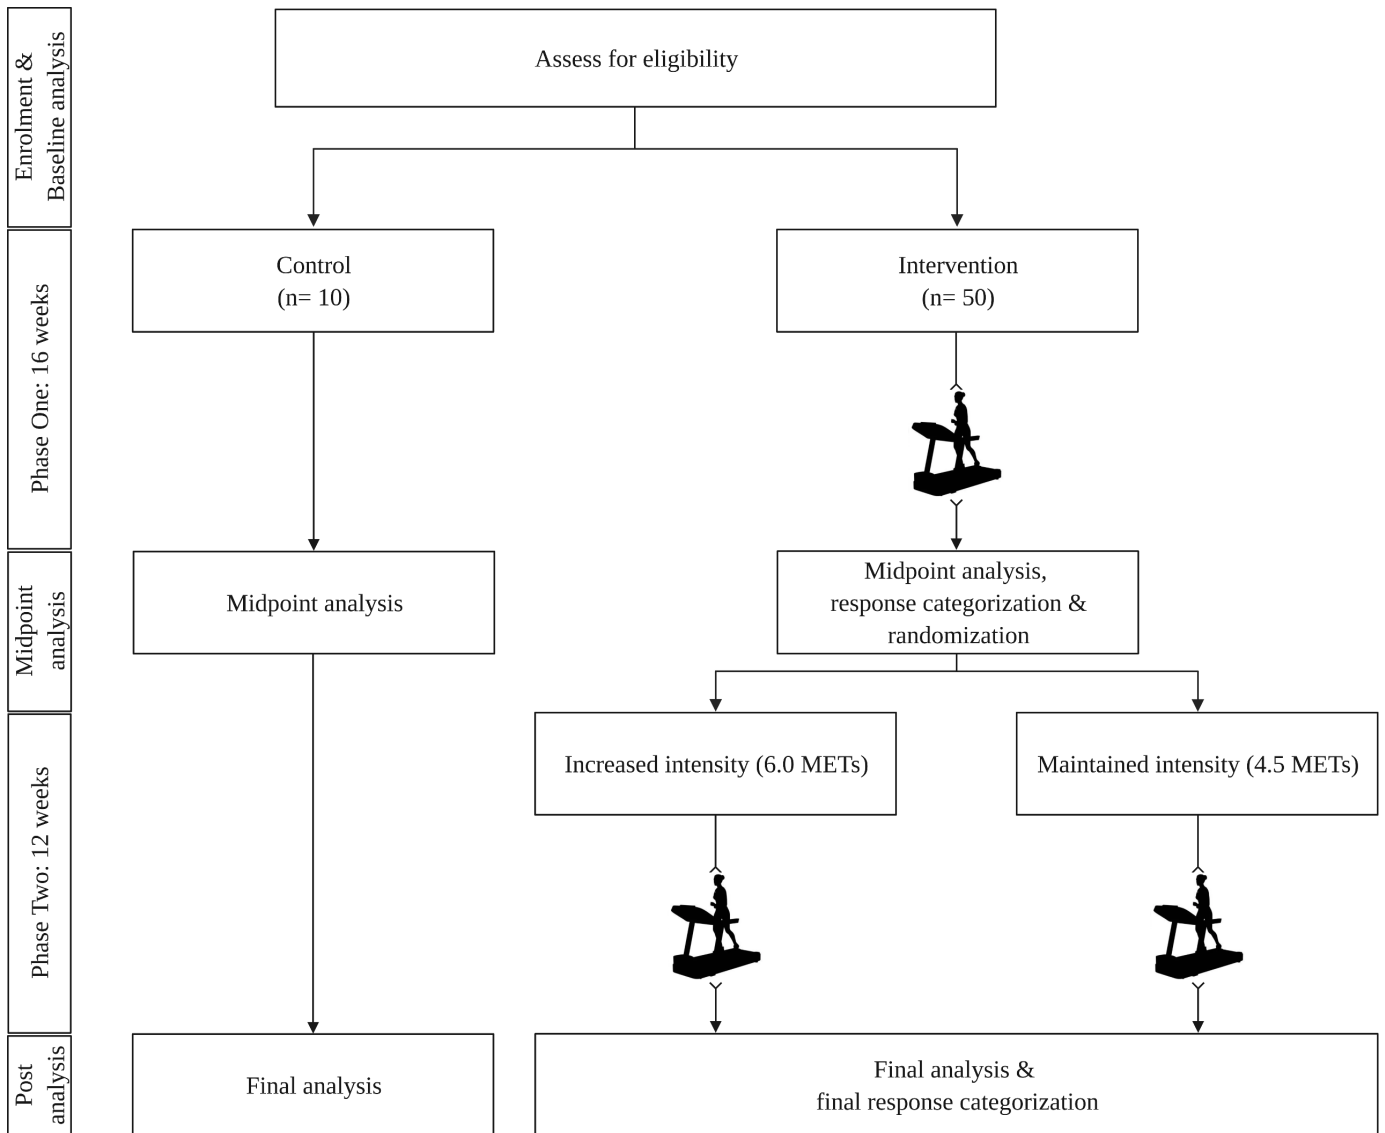 Enrolment &
Baseline analysis
Assess for eligibility
Phase One: 16 weeks
Control
(n= 10)
Intervention
(n= 50)
Midpoint
analysis
Midpoint analysis
Midpoint analysis,
response categorization &
randomization
Phase Two: 12 weeks
Increased intensity (6.0 METs)
Maintained intensity (4.5 METs)
Post
analysis
Final analysis
Final analysis &
final response categorization